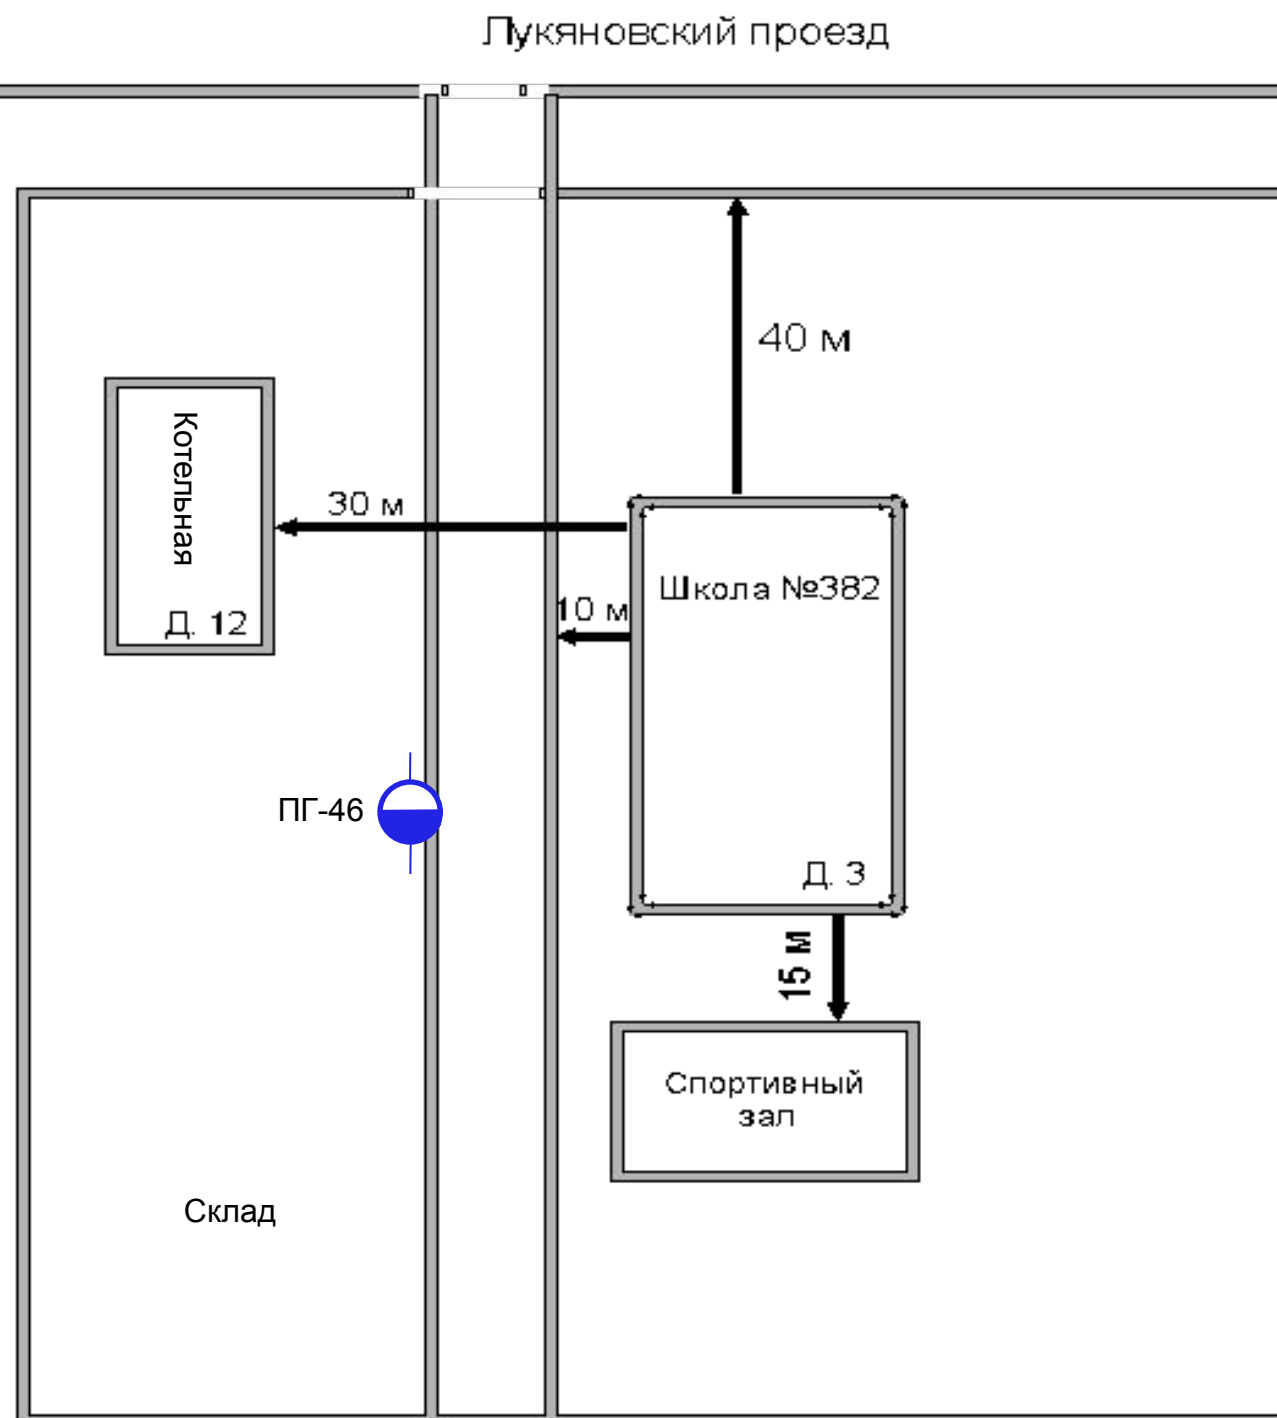 Лукяновский проезд
40 м
Котельная
30 м
Школа №382
10 м
Д. 12
ПГ-46
Д. 3
15 м
Спортивный
зал
Склад